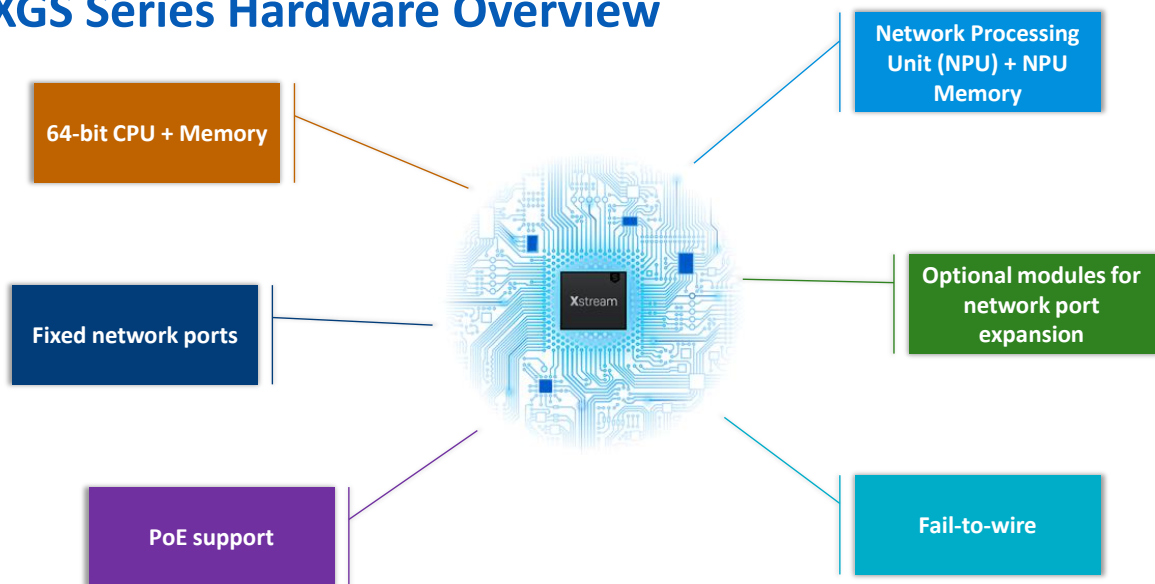 XGS Series Hardware Overview
Network Processing
Unit (NPU) + NPU
Memory
64-bit CPU + Memory
Xstream
Optional modules for
network port
expansion
Fixed network ports
PoE support
Fail-to-wire